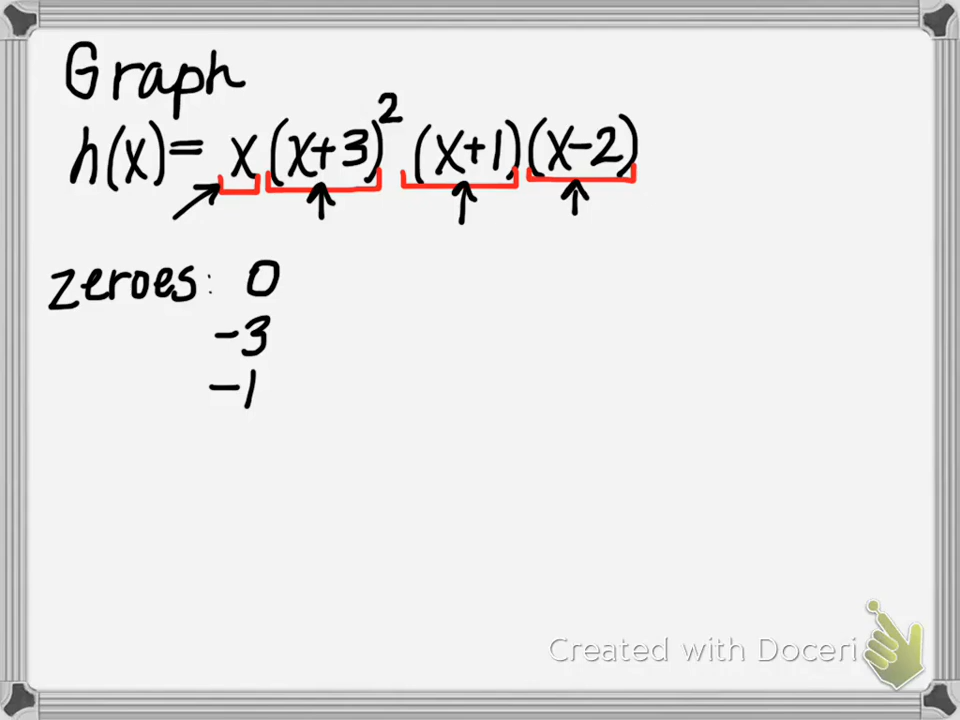 Graph
h(x)= x(x+3)² (x+1)(x-2)
zeroes: 0
-3
-1
Created with Doceri